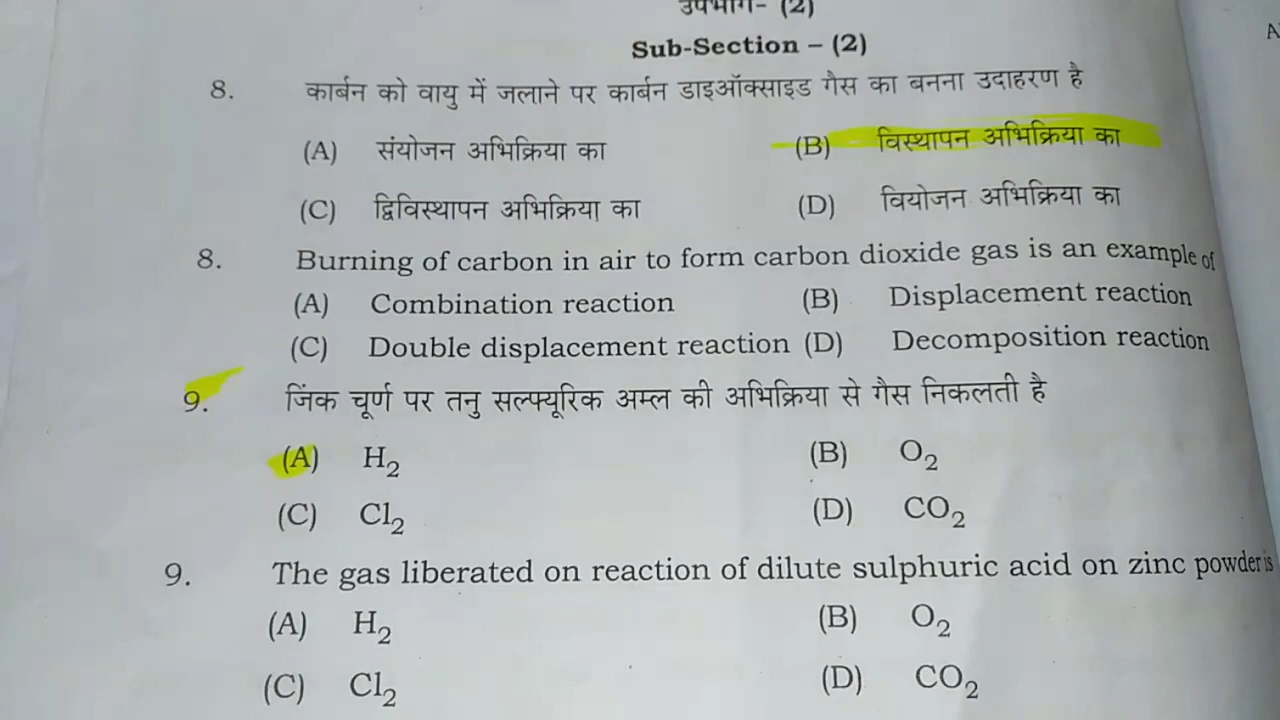 उपभाग- (2)
Sub-Section – (2)
8. कार्बन को वायु में जलाने पर कार्बन डाइऑक्साइड गैस का बनना उदाहरण है
(A) संयोजन अभिक्रिया का (B) विस्थापन अभिक्रिया का
(C) द्विविस्थापन अभिक्रिया का (D) वियोजन अभिक्रिया का
8. Burning of carbon in air to form carbon dioxide gas is an example of
(A) Combination reaction (B) Displacement reaction
(C) Double displacement reaction (D) Decomposition reaction
9. जिंक चूर्ण पर तनु सल्फ्यूरिक अम्ल की अभिक्रिया से गैस निकलती है
(A) H₂ (B) O₂
(C) Cl₂ (D) CO₂
9. The gas liberated on reaction of dilute sulphuric acid on zinc powder is
(A) H₂ (B) O₂
(C) Cl₂ (D) CO₂